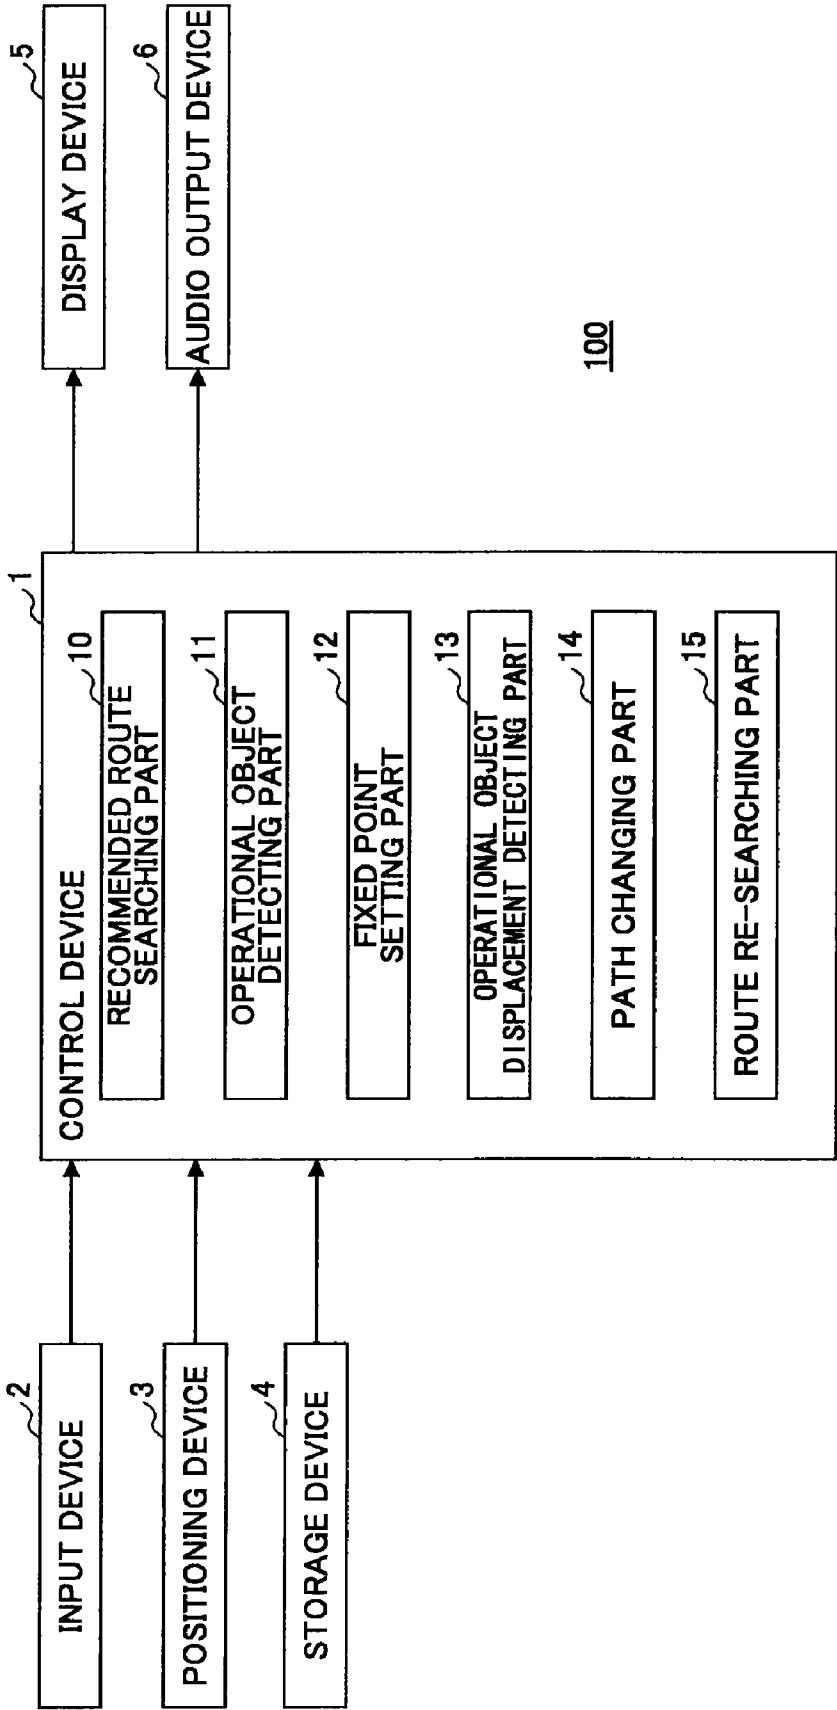 2
INPUT DEVICE
3
POSITIONING DEVICE
4
STORAGE DEVICE
1
CONTROL DEVICE
10
RECOMMENDED ROUTE
SEARCHING PART
11
OPERATIONAL OBJECT
DETECTING PART
12
FIXED POINT
SETTING PART
13
OPERATIONAL OBJECT
DISPLACEMENT DETECTING PART
14
PATH CHANGING PART
15
ROUTE RE-SEARCHING PART
5
DISPLAY DEVICE
6
AUDIO OUTPUT DEVICE
100